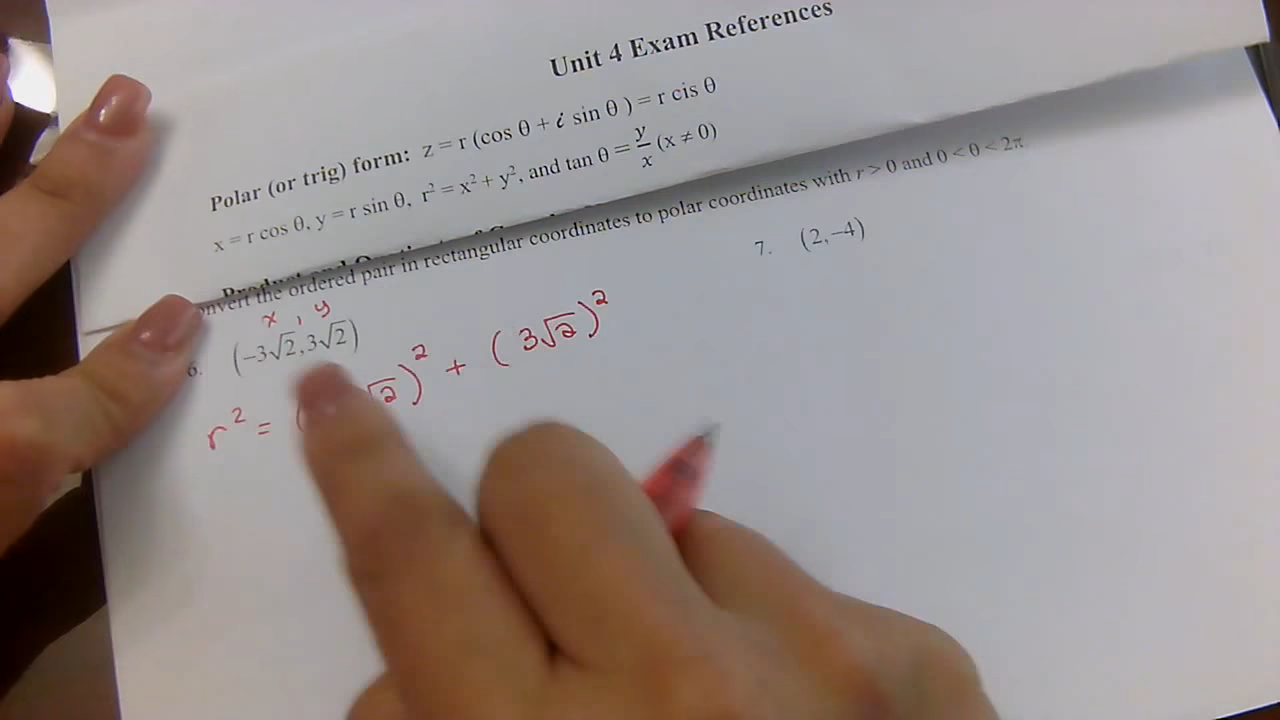 Unit 4 Exam References
Polar (or trig) form: z = r (cos θ + i sin θ ) = r cis θ
x = r cos θ, y = r sin θ, r² = x² + y², and tan θ = y/x (x ≠ 0)
onvert the ordered pair in rectangular coordinates to polar coordinates with r > 0 and 0 < θ < 2π
x , y
6. (−3√2, 3√2)
7. (2, −4)
r² = ( √2)² + (3√2)²